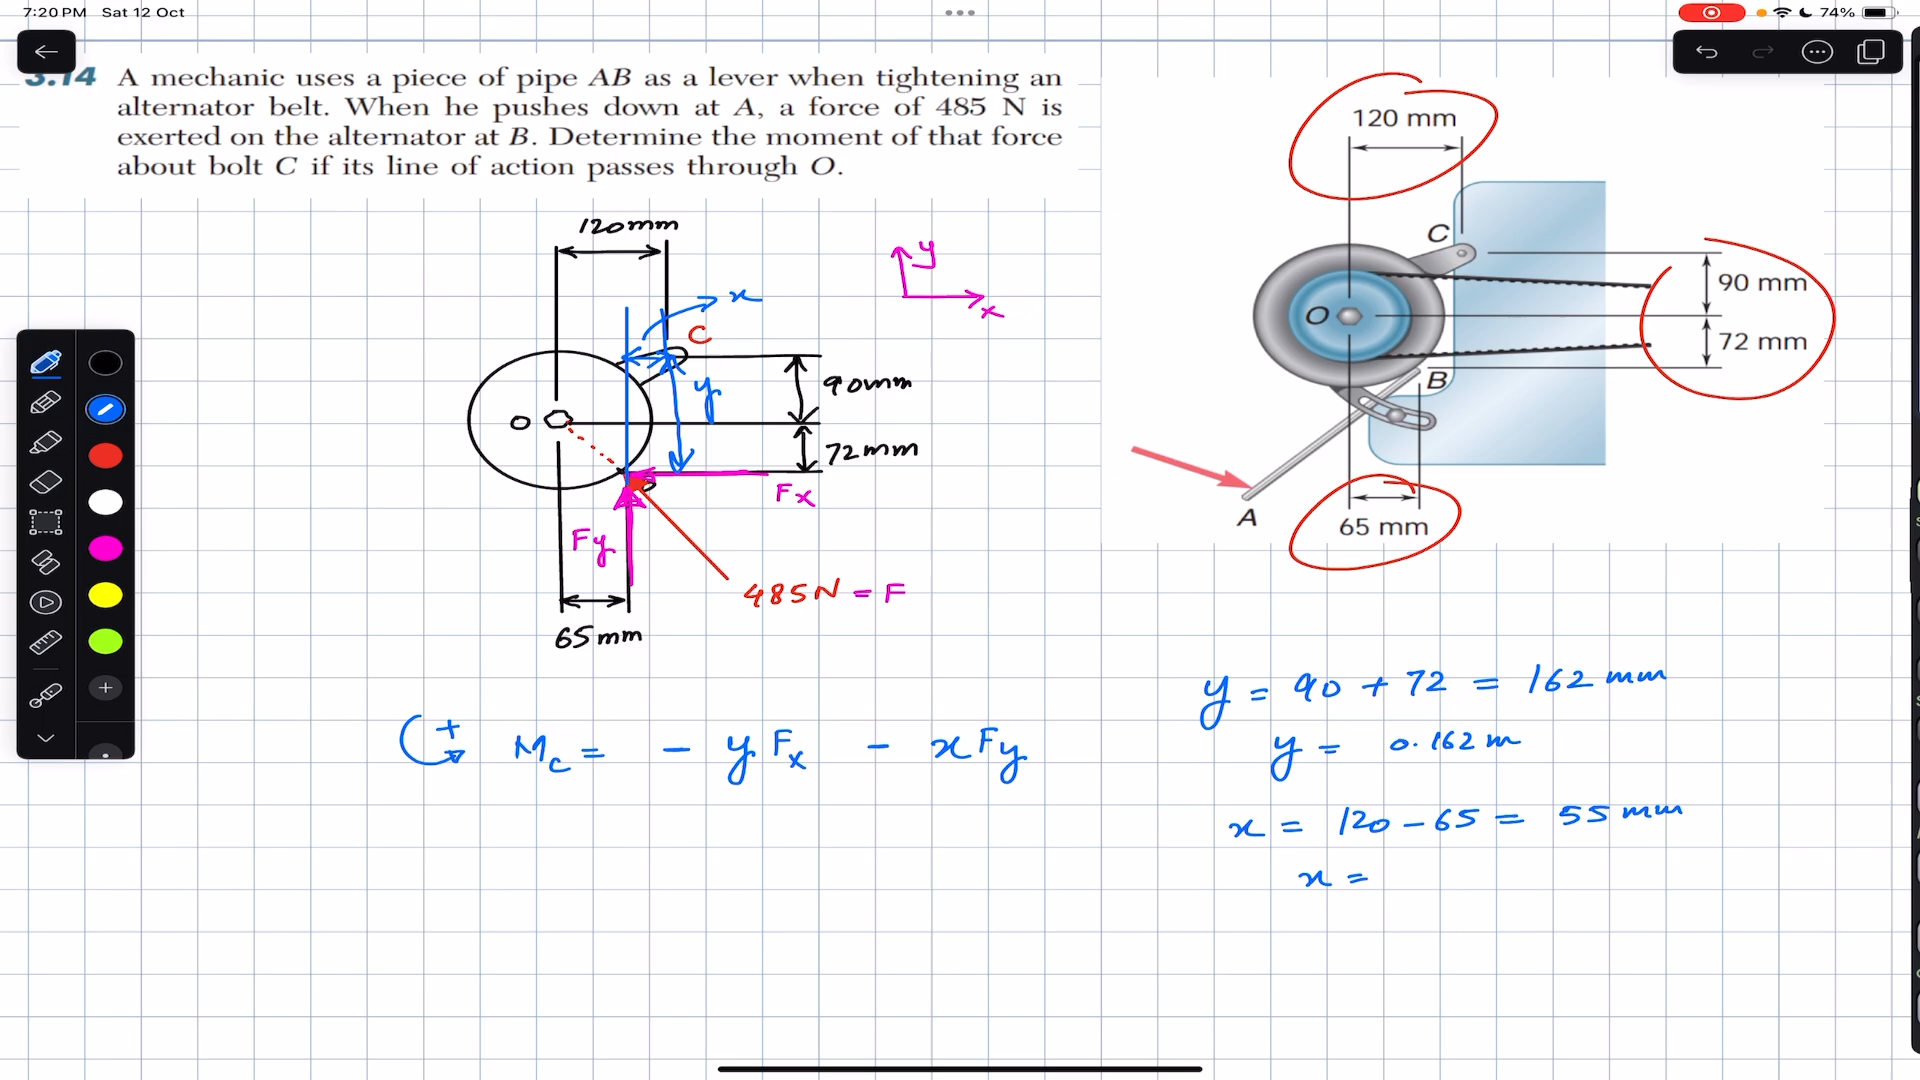 7:20 PM Sat 12 Oct
74%
3.14 A mechanic uses a piece of pipe AB as a lever when tightening an
alternator belt. When he pushes down at A, a force of 485 N is
exerted on the alternator at B. Determine the moment of that force
about bolt C if its line of action passes through O.
120 mm
C
90 mm
O
72 mm
B
A
65 mm
120mm
y
x
x
C
y
90mm
O
72mm
Fx
Fy
485N = F
65mm
y = 90 + 72 = 162 mm
y = 0.162 m
+ Mc = - y Fx - x Fy
x = 120 - 65 = 55 mm
x =